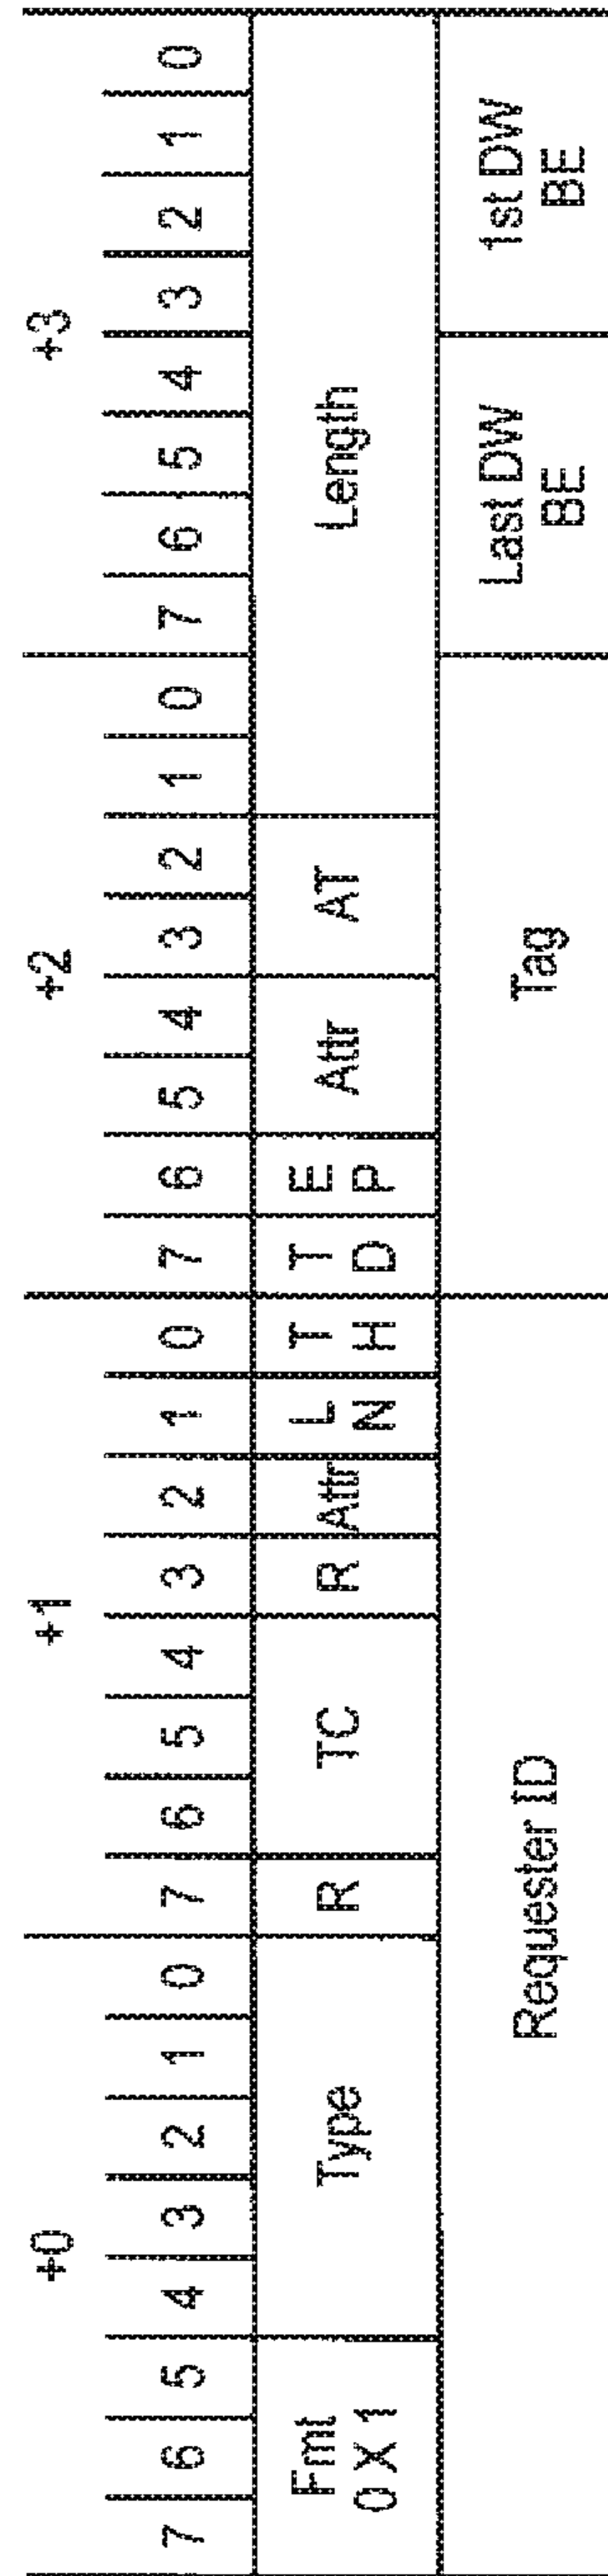 +0 +1 +2 +3
7 6 5 4 3 2 1 0 7 6 5 4 3 2 1 0 7 6 5 4 3 2 1 0 7 6 5 4 3 2 1 0
Fmt
0 X 1
Type
R
TC
R
Attr
L
N
T
H
T
D
E
P
Attr
AT
Length
Requester ID
Tag
Last DW
BE
1st DW
BE